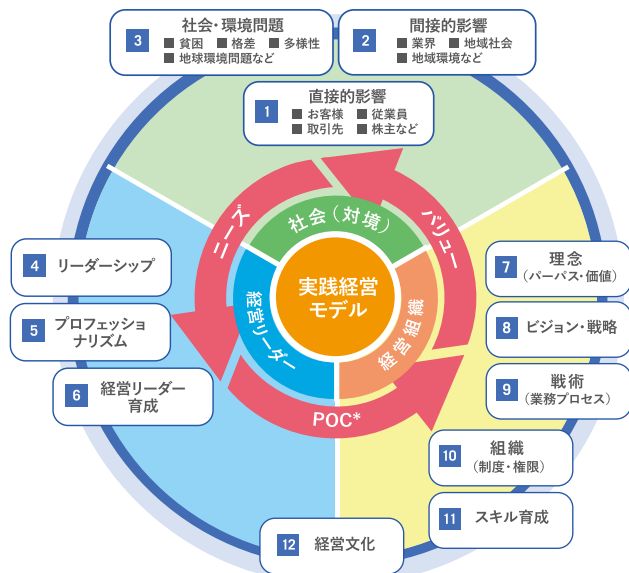 3 社会・環境問題
■ 貧困 ■ 格差 ■ 多様性
■ 地球環境問題など
2 間接的影響
■ 業界 ■ 地域社会
■ 地域環境など
1 直接的影響
■ お客様 ■ 従業員
■ 取引先 ■ 株主など
ニーズ
社会（対境）
バリュー
実践経営
モデル
経営リーダー
経営組織
POC*
4 リーダーシップ
5 プロフェッショ
ナリズム
6 経営リーダー
育成
7 理念
（パーパス・価値）
8 ビジョン・戦略
9 戦術
（業務プロセス）
10 組織
（制度・権限）
11 スキル育成
12 経営文化